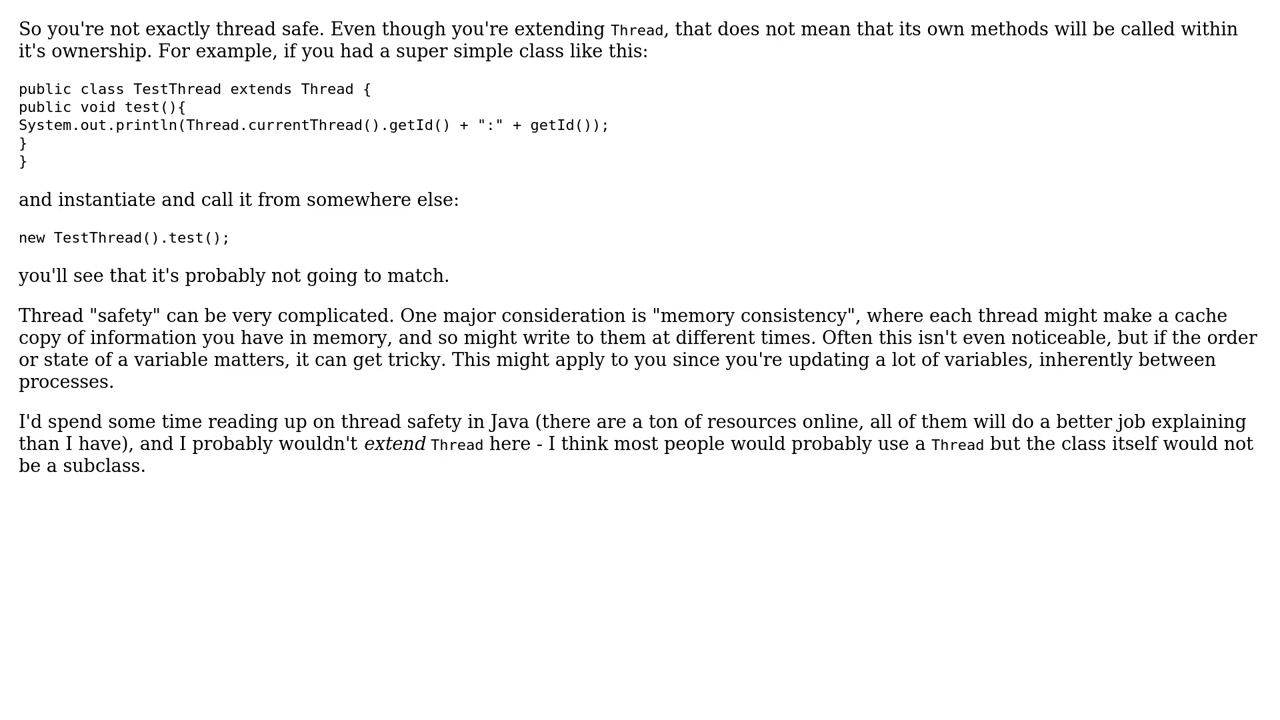 So you're not exactly thread safe. Even though you're extending Thread, that does not mean that its own methods will be called within
it's ownership. For example, if you had a super simple class like this:
public class TestThread extends Thread {
public void test(){
System.out.println(Thread.currentThread().getId() + ":" + getId());
}
}
and instantiate and call it from somewhere else:
new TestThread().test();
you'll see that it's probably not going to match.
Thread "safety" can be very complicated. One major consideration is "memory consistency", where each thread might make a cache
copy of information you have in memory, and so might write to them at different times. Often this isn't even noticeable, but if the order
or state of a variable matters, it can get tricky. This might apply to you since you're updating a lot of variables, inherently between
processes.
I'd spend some time reading up on thread safety in Java (there are a ton of resources online, all of them will do a better job explaining
than I have), and I probably wouldn't extend Thread here - I think most people would probably use a Thread but the class itself would not
be a subclass.